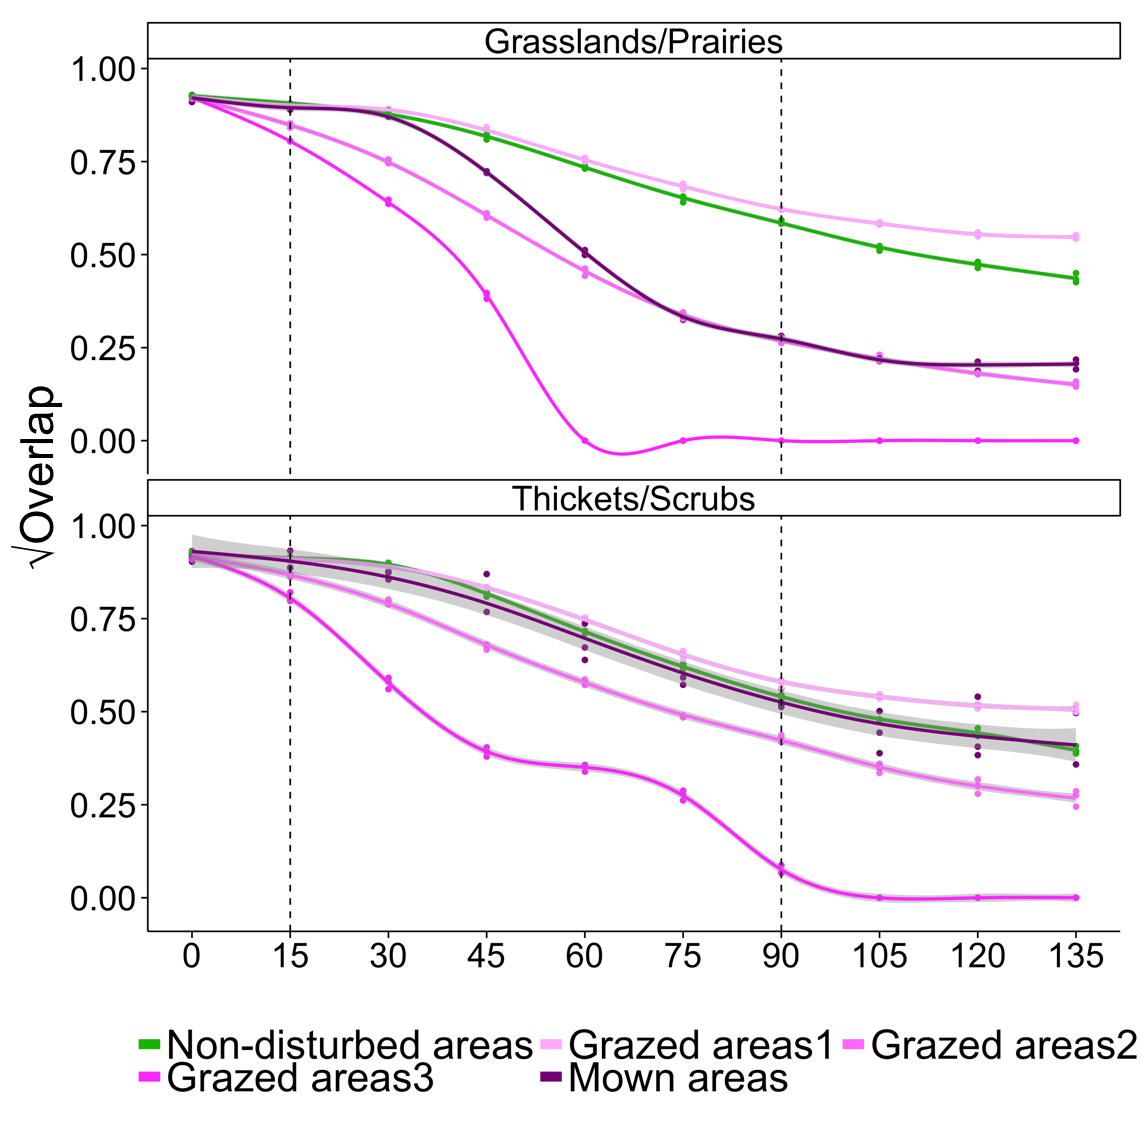 Grasslands/Prairies
1.00
0.75
0.50
0.25
0.00
√Overlap
Thickets/Scrubs
1.00
0.75
0.50
0.25
0.00
0 15 30 45 60 75 90 105 120 135
Non-disturbed areas Grazed areas1 Grazed areas2
Grazed areas3 Mown areas